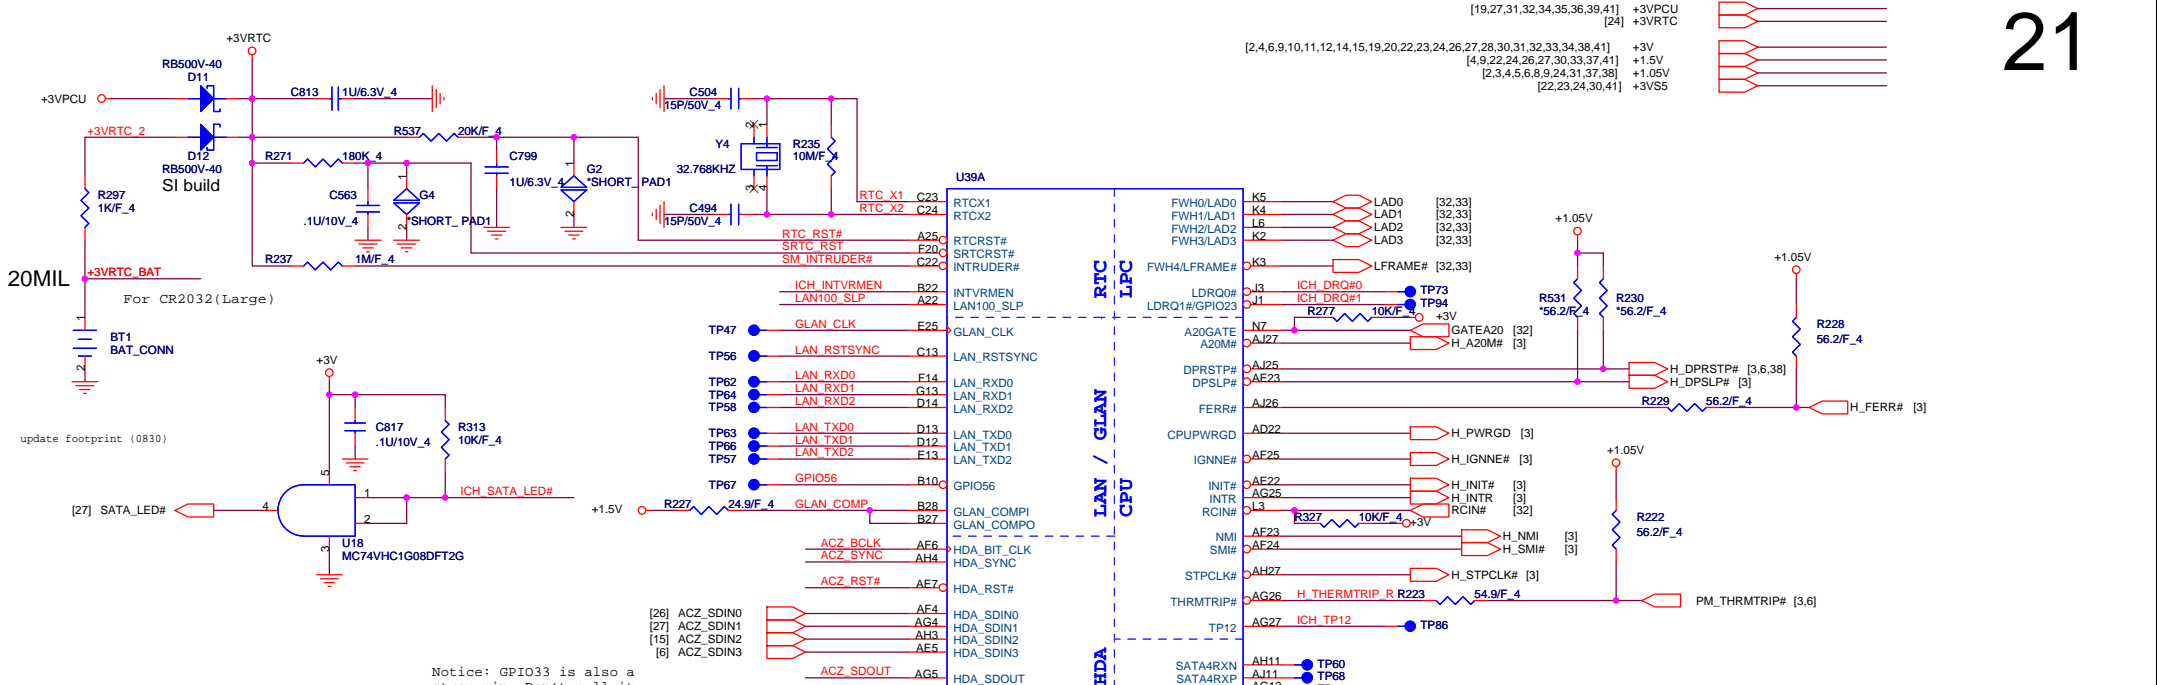 [19,27,31,32,34,35,36,39,41] +3VPCU
[24] +3VRTC
[2,4,6,9,10,11,12,14,15,19,20,22,23,24,26,27,28,30,31,32,33,34,38,41] +3V
[4,9,22,24,26,27,30,33,37,41] +1.5V
[2,3,4,5,6,8,9,24,31,37,38] +1.05V
[22,23,24,30,41] +3VS5
21
+3VRTC
RB500V-40
D11
+3VPCU
C813 1U/6.3V_4
+3VRTC_2
D12
RB500V-40
SI build
R537 20K/F_4
R271 180K_4
C799
1U/6.3V_4
G2
*SHORT_PAD1
1
2
C563
.1U/10V_4
G4
*SHORT_PAD1
1
2
R297
1K/F_4
R237 1M/F_4
20MIL
+3VRTC_BAT
For CR2032(Large)
1
BT1
BAT_CONN
2
C504
15P/50V_4
Y4
32.768KHZ
2 1
3 4
R235
10M/F_4
C494
15P/50V_4
U39A
RTC_X1 C23 RTCX1
RTC_X2 C24 RTCX2
RTC_RST# A25 RTCRST#
SRTC_RST F20 SRTCRST#
SM_INTRUDER# C22 INTRUDER#
ICH_INTVRMEN B22 INTVRMEN
LAN100_SLP A22 LAN100_SLP
TP47 GLAN_CLK E25 GLAN_CLK
TP56 LAN_RSTSYNC C13 LAN_RSTSYNC
TP62 LAN_RXD0 F14 LAN_RXD0
TP64 LAN_RXD1 G13 LAN_RXD1
TP58 LAN_RXD2 D14 LAN_RXD2
TP63 LAN_TXD0 D13 LAN_TXD0
TP66 LAN_TXD1 D12 LAN_TXD1
TP57 LAN_TXD2 E13 LAN_TXD2
TP67 GPIO56 B10 GPIO56
+1.5V R227 24.9/F_4 GLAN_COMP B28 GLAN_COMPI
B27 GLAN_COMPO
ACZ_BCLK AF6 HDA_BIT_CLK
ACZ_SYNC AH4 HDA_SYNC
ACZ_RST# AE7 HDA_RST#
[26] ACZ_SDIN0 AF4 HDA_SDIN0
[27] ACZ_SDIN1 AG4 HDA_SDIN1
[15] ACZ_SDIN2 AH3 HDA_SDIN2
[6] ACZ_SDIN3 AE5 HDA_SDIN3
ACZ_SDOUT AG5 HDA_SDOUT
Notice: GPIO33 is also a
+3V
C817
.1U/10V_4
R313
10K/F_4
update footprint (0830)
5
1
2
3
4
ICH_SATA_LED#
[27] SATA_LED#
U18
MC74VHC1G08DFT2G
RTC
LPC
LAN / GLAN
CPU
HDA
FWH0/LAD0 K5 LAD0 [32,33]
FWH1/LAD1 K4 LAD1 [32,33]
FWH2/LAD2 L6 LAD2 [32,33]
FWH3/LAD3 K2 LAD3 [32,33]
FWH4/LFRAME# K3 LFRAME# [32,33]
LDRQ0# J3 ICH_DRQ#0 TP73
LDRQ1#/GPIO23 J1 ICH_DRQ#1 TP94
R277 10K/F_4 +3V
A20GATE N7 GATEA20 [32]
A20M# AJ27 H_A20M# [3]
DPRSTP# AJ25 H_DPRSTP# [3,6,38]
DPSLP# AE23 H_DPSLP# [3]
FERR# AJ26 R229 56.2/F_4 H_FERR# [3]
CPUPWRGD AD22 H_PWRGD [3]
IGNNE# AF25 H_IGNNE# [3]
INIT# AE22 H_INIT# [3]
INTR AG25 H_INTR [3]
RCIN# L3 RCIN# [32]
R327 10K/F_4 +3V
NMI AF23 H_NMI [3]
SMI# AF24 H_SMI# [3]
STPCLK# AH27 H_STPCLK# [3]
THRMTRIP# AG26 H_THERMTRIP_R R223 54.9/F_4 PM_THRMTRIP# [3,6]
TP12 AG27 ICH_TP12 TP86
SATA4RXN AH11 TP60
SATA4RXP AJ11 TP68
+1.05V
R531
*56.2/F_4
R230
*56.2/F_4
+1.05V
R228
56.2/F_4
+1.05V
R222
56.2/F_4